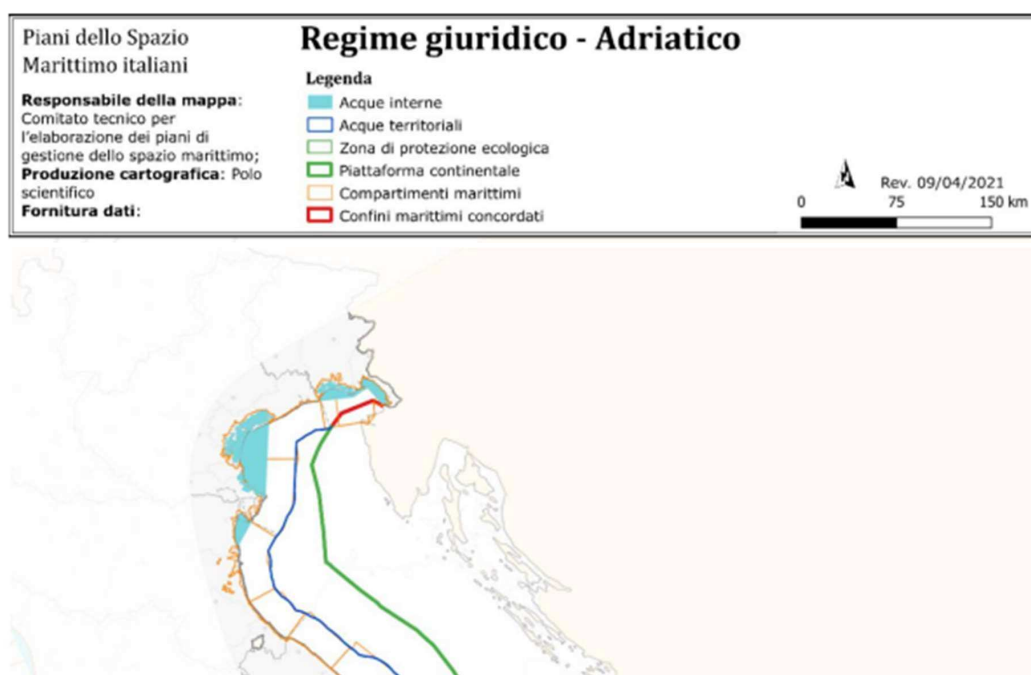 Piani dello Spazio
Marittimo italiani
Responsabile della mappa:
Comitato tecnico per
l'elaborazione dei piani di
gestione dello spazio marittimo;
Produzione cartografica: Polo
scientifico
Fornitura dati:
Regime giuridico - Adriatico
Legenda
Acque interne
Acque territoriali
Zona di protezione ecologica
Piattaforma continentale
Compartimenti marittimi
Confini marittimi concordati
Rev. 09/04/2021
0 75 150 km